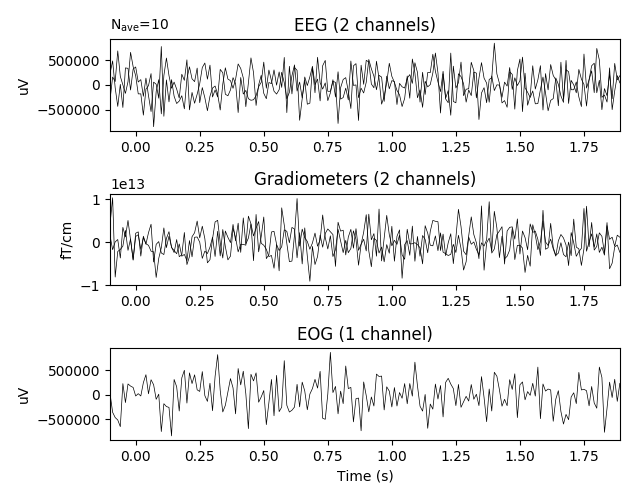 N_ave=10
EEG (2 channels)
uV
500000
0
−500000
0.00 0.25 0.50 0.75 1.00 1.25 1.50 1.75
1e13
Gradiometers (2 channels)
fT/cm
1
0
−1
0.00 0.25 0.50 0.75 1.00 1.25 1.50 1.75
EOG (1 channel)
uV
500000
0
−500000
0.00 0.25 0.50 0.75 1.00 1.25 1.50 1.75
Time (s)